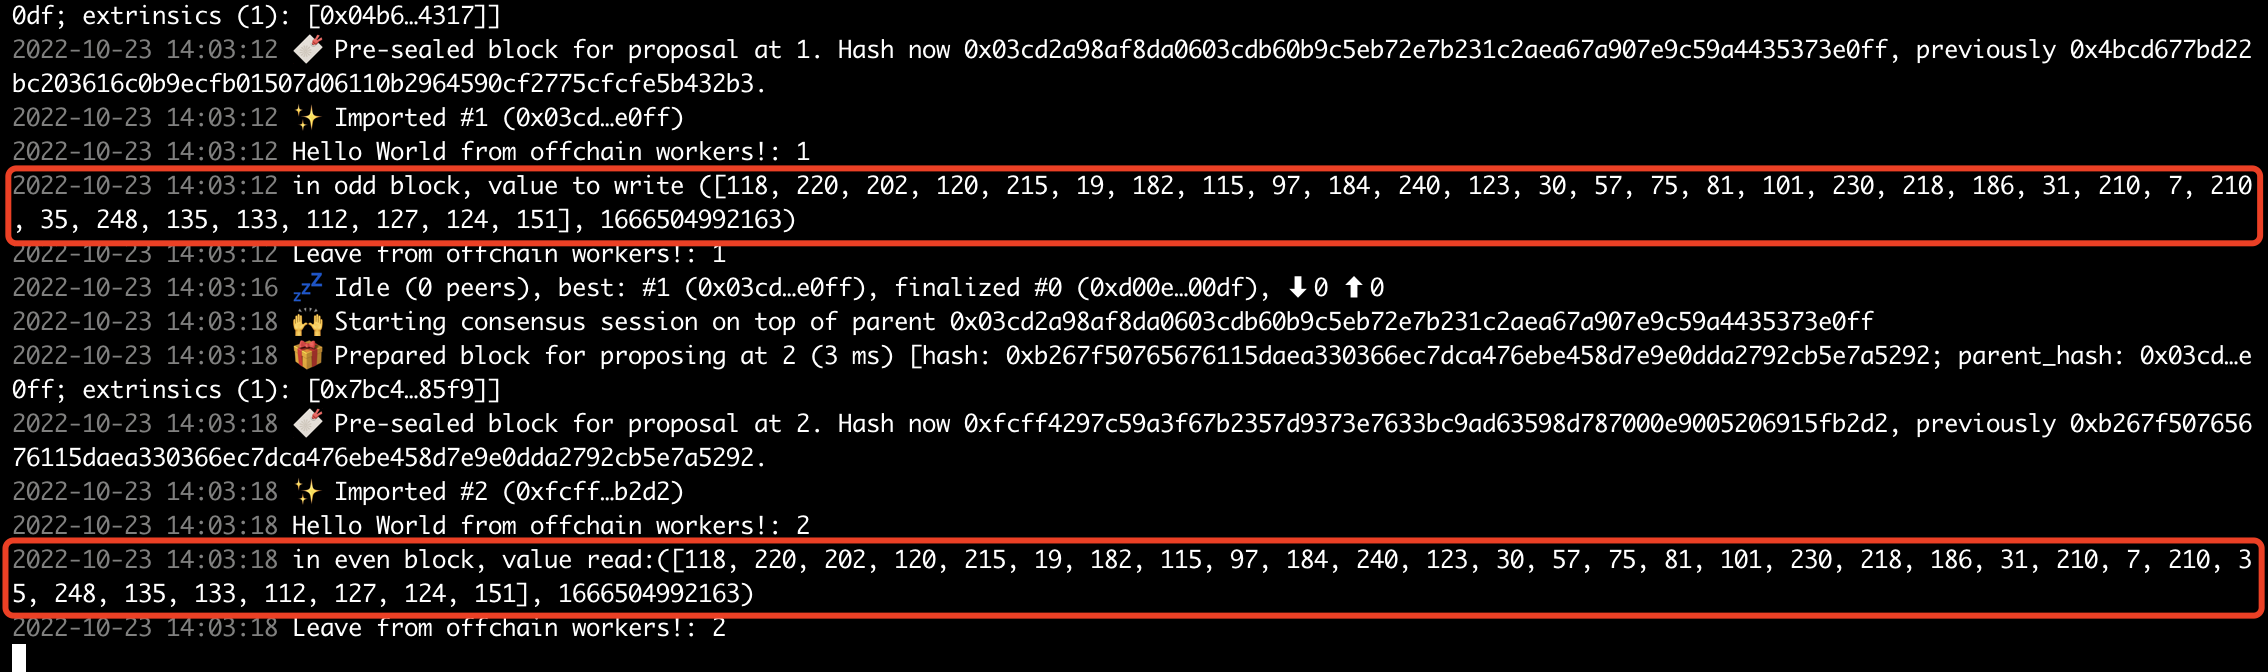 0df; extrinsics (1): [0x04b6…4317]]
2022-10-23 14:03:12 🔖 Pre-sealed block for proposal at 1. Hash now 0x03cd2a98af8da0603cdb60b9c5eb72e7b231c2aea67a907e9c59a4435373e0ff, previously 0x4bcd677bd22
bc203616c0b9ecfb01507d06110b2964590cf2775cfcfe5b432b3.
2022-10-23 14:03:12 ✨ Imported #1 (0x03cd…e0ff)
2022-10-23 14:03:12 Hello World from offchain workers!: 1
2022-10-23 14:03:12 in odd block, value to write ([118, 220, 202, 120, 215, 19, 182, 115, 97, 184, 240, 123, 30, 57, 75, 81, 101, 230, 218, 186, 31, 210, 7, 210
, 35, 248, 135, 133, 112, 127, 124, 151], 1666504992163)
2022-10-23 14:03:12 Leave from offchain workers!: 1
2022-10-23 14:03:16 💤 Idle (0 peers), best: #1 (0x03cd…e0ff), finalized #0 (0xd00e…00df), ⬇ 0 ⬆ 0
2022-10-23 14:03:18 🙌 Starting consensus session on top of parent 0x03cd2a98af8da0603cdb60b9c5eb72e7b231c2aea67a907e9c59a4435373e0ff
2022-10-23 14:03:18 🎁 Prepared block for proposing at 2 (3 ms) [hash: 0xb267f50765676115daea330366ec7dca476ebe458d7e9e0dda2792cb5e7a5292; parent_hash: 0x03cd…e
0ff; extrinsics (1): [0x7bc4…85f9]]
2022-10-23 14:03:18 🔖 Pre-sealed block for proposal at 2. Hash now 0xfcff4297c59a3f67b2357d9373e7633bc9ad63598d787000e9005206915fb2d2, previously 0xb267f507656
76115daea330366ec7dca476ebe458d7e9e0dda2792cb5e7a5292.
2022-10-23 14:03:18 ✨ Imported #2 (0xfcff…b2d2)
2022-10-23 14:03:18 Hello World from offchain workers!: 2
2022-10-23 14:03:18 in even block, value read:([118, 220, 202, 120, 215, 19, 182, 115, 97, 184, 240, 123, 30, 57, 75, 81, 101, 230, 218, 186, 31, 210, 7, 210, 3
5, 248, 135, 133, 112, 127, 124, 151], 1666504992163)
2022-10-23 14:03:18 Leave from offchain workers!: 2